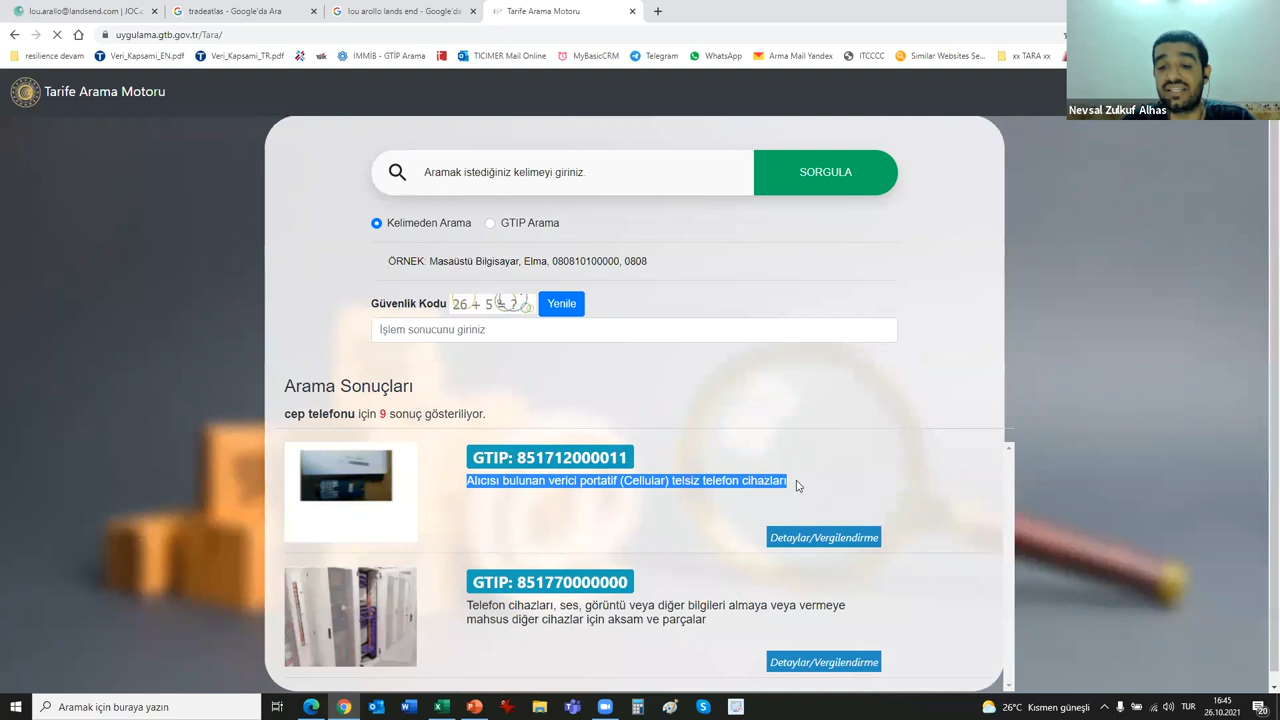 lou.arallo@landsend.com | JOC.c
tradeatlas - Google'da Ara
lou arollo lands end - Google'da
Tarife Arama Motoru
uygulama.gtb.gov.tr/Tara/
resilience devam
Veri_Kapsami_EN.pdf
Veri_Kapsami_TR.pdf
İMMİB - GTİP Arama
TICIMER Mail Online
MyBasicCRM
Telegram
WhatsApp
Arma Mail Yandex
ITCCCC
Similar Websites Se...
xx TARA xx
Nevsal Zulkuf Alhas
Tarife Arama Motoru
Aramak istediğiniz kelimeyi giriniz.
SORGULA
Kelimeden Arama
GTIP Arama
ÖRNEK: Masaüstü Bilgisayar, Elma, 080810100000, 0808
Güvenlik Kodu
26 + 5 = ?
Yenile
İşlem sonucunu giriniz
Arama Sonuçları
cep telefonu için 9 sonuç gösteriliyor.
GTIP: 851712000011
Alıcısı bulunan verici portatif (Cellular) telsiz telefon cihazları
Detaylar/Vergilendirme
GTIP: 851770000000
Telefon cihazları, ses, görüntü veya diğer bilgileri almaya veya vermeye
mahsus diğer cihazlar için aksam ve parçalar
Detaylar/Vergilendirme
Aramak için buraya yazın
26°C Kısmen güneşli
TUR
16:45
26.10.2021
20